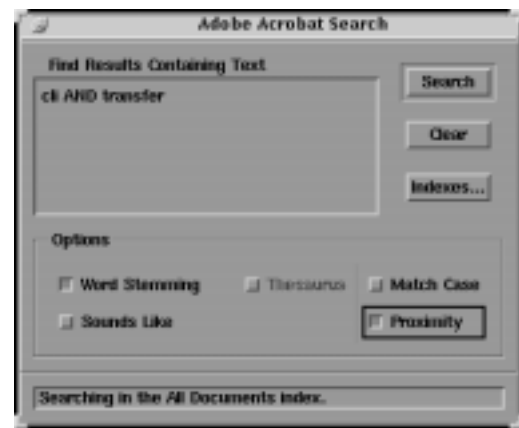 Adobe Acrobat Search
Find Results Containing Text
cli AND transfer
Search
Clear
Indexes...
Options
Word Stemming
Thesaurus
Match Case
Sounds Like
Proximity
Searching in the All Documents index.